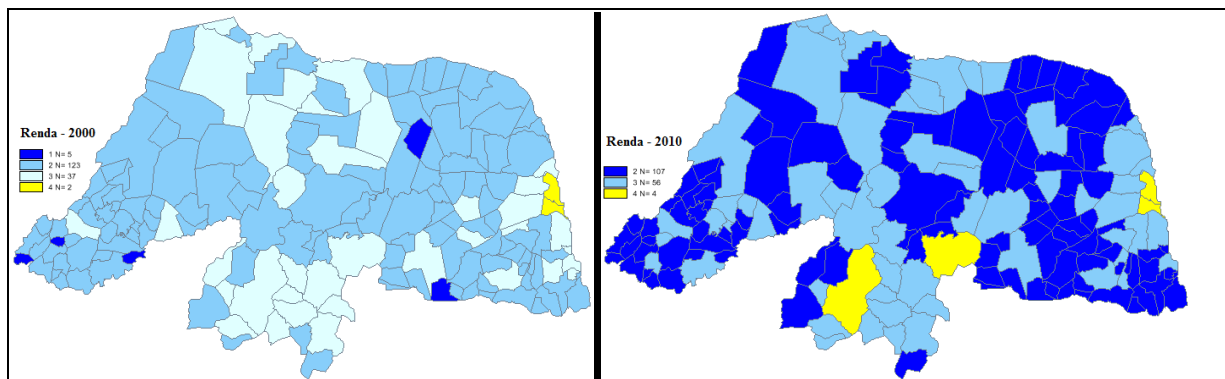 Renda - 2000
1 N= 5
2 N= 123
3 N= 37
4 N= 2
Renda - 2010
2 N= 107
3 N= 56
4 N= 4